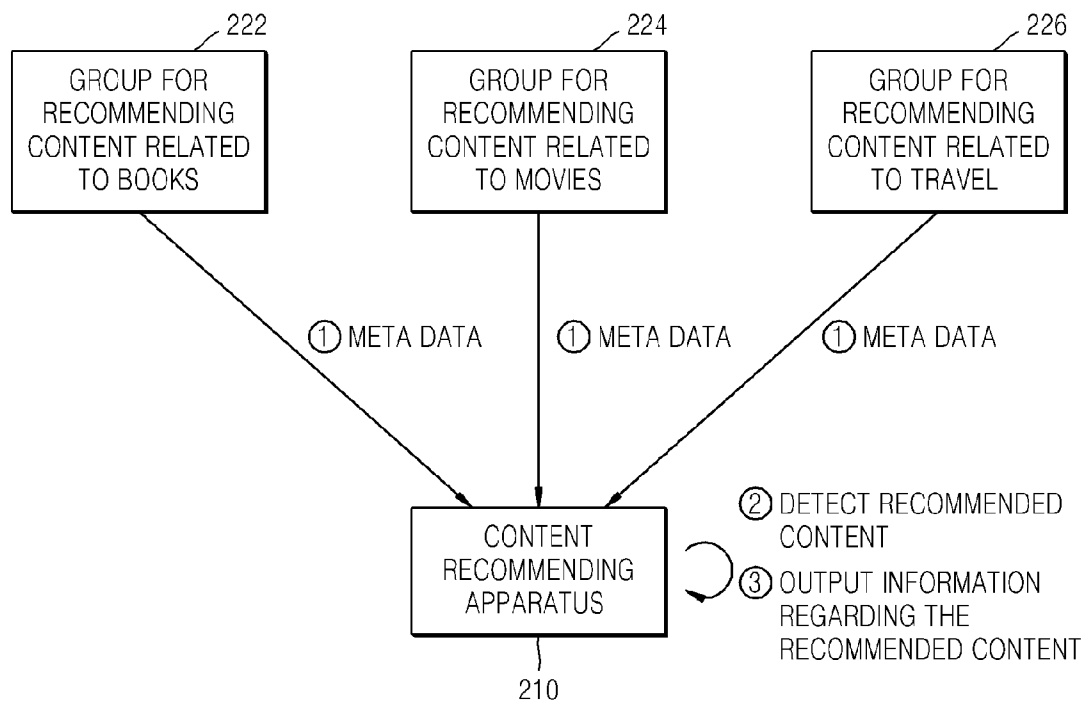 222
GROUP FOR
RECOMMENDING
CONTENT RELATED
TO BOOKS
224
GROUP FOR
RECOMMENDING
CONTENT RELATED
TO MOVIES
226
GROUP FOR
RECOMMENDING
CONTENT RELATED
TO TRAVEL
① META DATA
① META DATA
① META DATA
CONTENT
RECOMMENDING
APPARATUS
210
② DETECT RECOMMENDED
CONTENT
③ OUTPUT INFORMATION
REGARDING THE
RECOMMENDED CONTENT